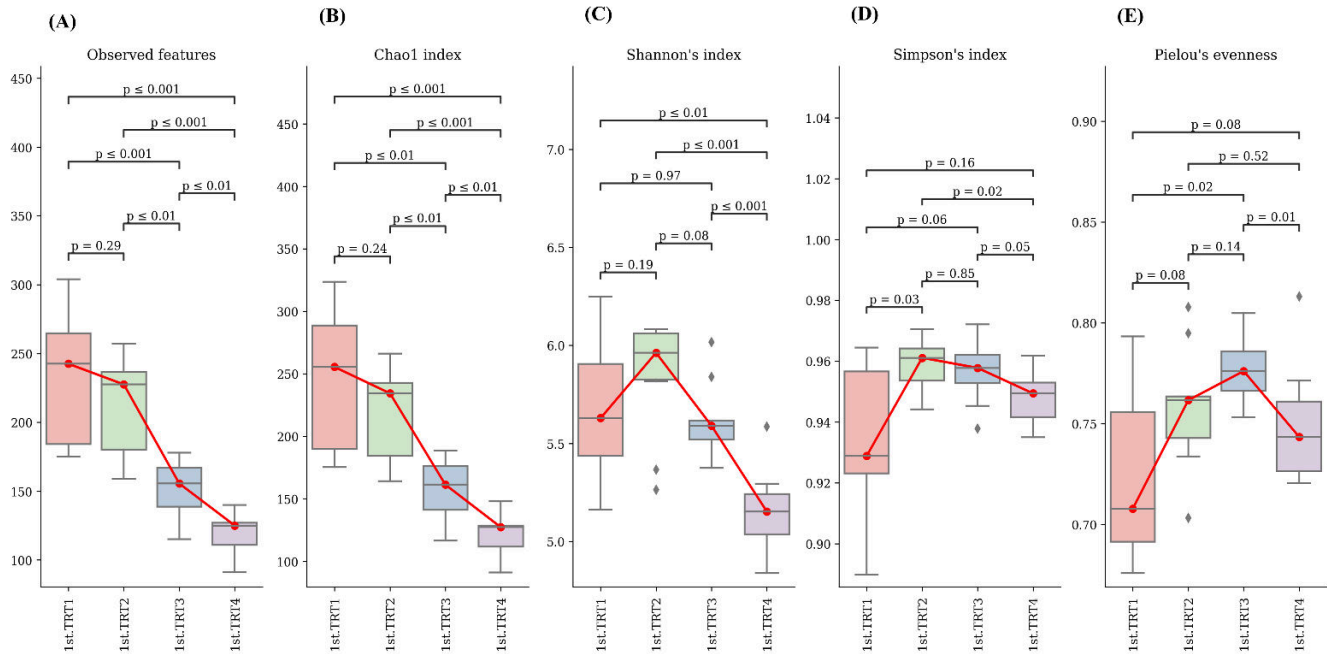 (A)
Observed features
450
400
350
300
250
200
150
100
p ≤ 0.001
p ≤ 0.001
p ≤ 0.001
p ≤ 0.01
p ≤ 0.01
p = 0.29
1st.TRT1
1st.TRT2
1st.TRT3
1st.TRT4
(B)
Chao1 index
450
400
350
300
250
200
150
100
p ≤ 0.001
p ≤ 0.001
p ≤ 0.01
p ≤ 0.01
p ≤ 0.01
p = 0.24
1st.TRT1
1st.TRT2
1st.TRT3
1st.TRT4
(C)
Shannon's index
7.0
6.5
6.0
5.5
5.0
p ≤ 0.01
p ≤ 0.001
p = 0.97
p ≤ 0.001
p = 0.08
p = 0.19
1st.TRT1
1st.TRT2
1st.TRT3
1st.TRT4
(D)
Simpson's index
1.04
1.02
1.00
0.98
0.96
0.94
0.92
0.90
p = 0.16
p = 0.02
p = 0.06
p = 0.05
p = 0.85
p = 0.03
1st.TRT1
1st.TRT2
1st.TRT3
1st.TRT4
(E)
Pielou's evenness
0.90
0.85
0.80
0.75
0.70
p = 0.08
p = 0.52
p = 0.02
p = 0.01
p = 0.14
p = 0.08
1st.TRT1
1st.TRT2
1st.TRT3
1st.TRT4